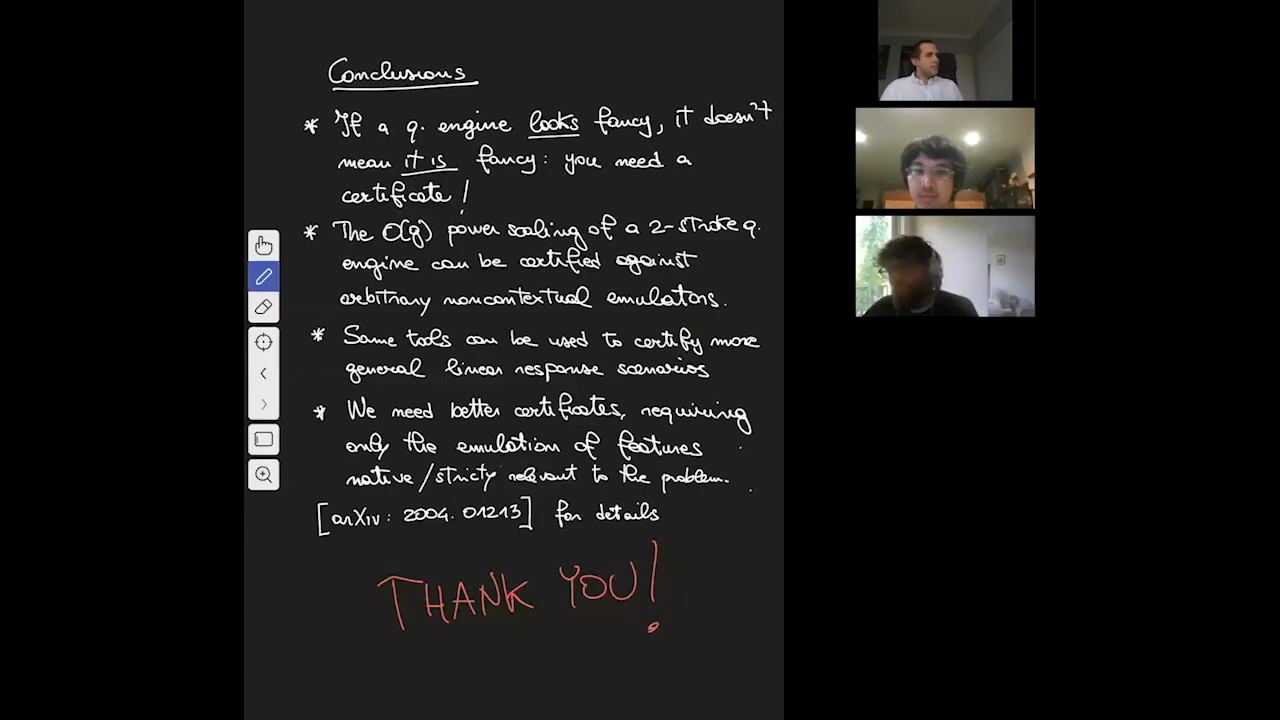 Conclusions
* If a q. engine looks fancy, it doesn't
mean it is fancy: you need a
certificate!
* The O(g) power scaling of a 2-stroke q.
engine can be certified against
arbitrary noncontextual emulators.
* Same tools can be used to certify more
general linear response scenarios
* We need better certificates, requiring
only the emulation of features
native/stricty relevant to the problem.
[arXiv: 2004.01213] for details
THANK YOU!